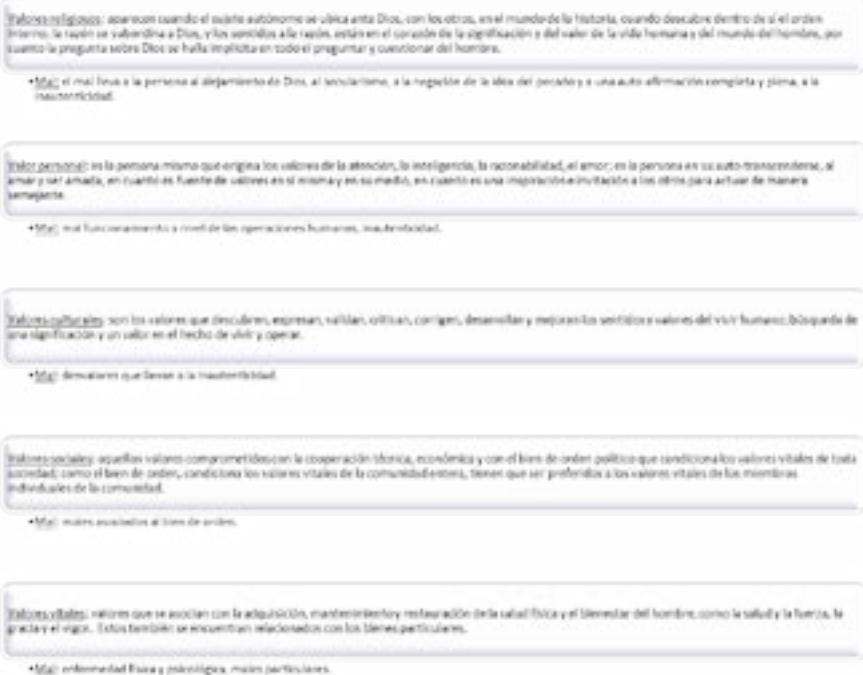 Valores religiosos: aparecen cuando el sujeto autónomo se ubica ante Dios, con los otros, en el mundo de la historia, cuando descubre dentro de sí el orden
interno, la razón se subordina a Dios, y los sentidos a la razón, están en el corazón de la significación y del valor de la vida humana y del mundo del hombre, por
cuanto la pregunta sobre Dios se halla implícita en todo el preguntar y cuestionar del hombre.
•Mal: el mal lleva a la persona al alejamiento de Dios, al secularismo, a la negación de la idea del pecado y a una auto-afirmación completa y plena, a la
inautenticidad.
Valor personal: es la persona misma que origina los valores de la atención, la inteligencia, la razonabilidad, el amor; es la persona en su auto-transcenderse, al
amar y ser amada, en cuanto es fuente de valores en sí misma y en su medio, en cuanto es una inspiración e invitación a los otros para actuar de manera
semejante.
•Mal: mal funcionamiento a nivel de las operaciones humanas, inautenticidad.
Valores culturales: son los valores que descubren, expresan, validan, critican, corrigen, desarrollan y mejoran los sentidos y valores del vivir humano; búsqueda de
una significación y un valor en el hecho de vivir y operar.
•Mal: desvalores que llevan a la inautenticidad.
Valores sociales: aquellos valores comprometidos con la cooperación técnica, económica y con el bien de orden político que condiciona los valores vitales de toda
sociedad; como el bien de orden, condiciona los valores vitales de la comunidad entera, tienen que ser preferidos a los valores vitales de los miembros
individuales de la comunidad.
•Mal: males asociados al bien de orden.
Valores vitales: valores que se asocian con la adquisición, mantenimiento y restauración de la salud física y el bienestar del hombre, como la salud y la fuerza, la
gracia y el vigor. Estos también se encuentran relacionados con los bienes particulares.
•Mal: enfermedad física y psicológica, males particulares.